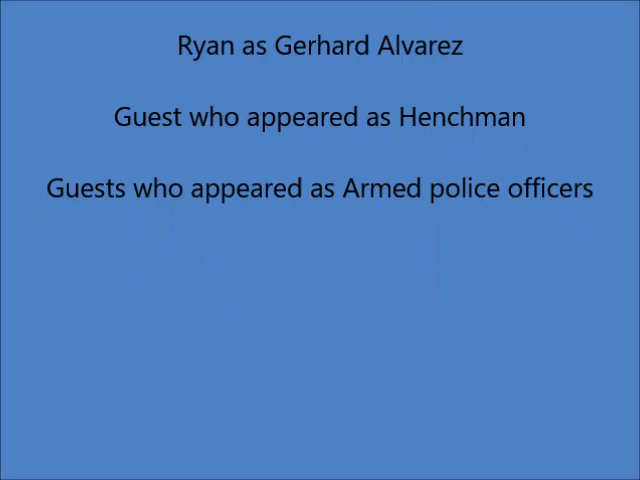 Ryan as Gerhard Alvarez
Guest who appeared as Henchman
Guests who appeared as Armed police officers